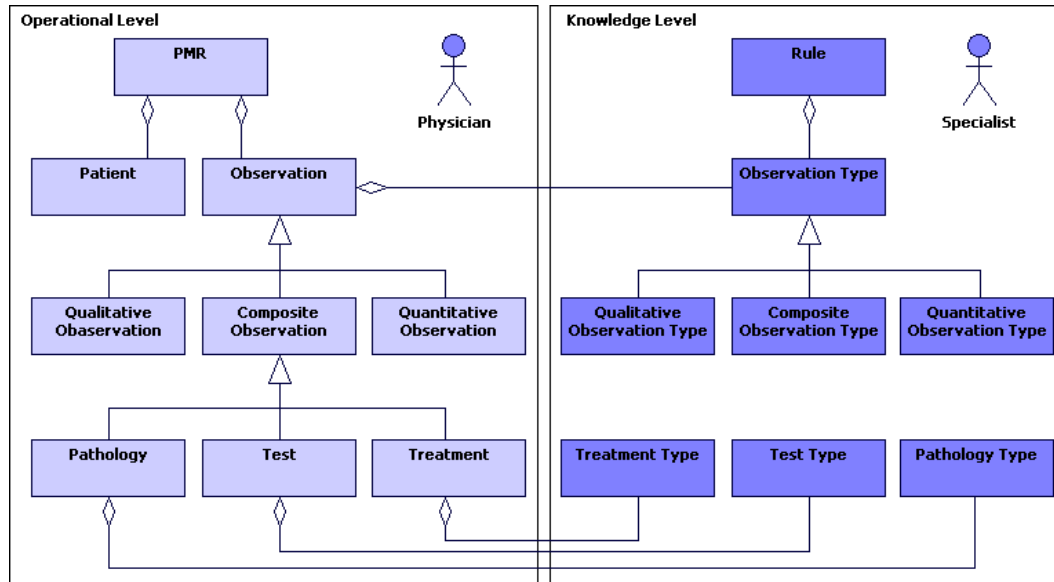 Operational Level
Knowledge Level
PMR
Physician
Rule
Specialist
Patient
Observation
Observation Type
Qualitative
Obaservation
Composite
Observation
Quantitative
Observation
Qualitative
Observation Type
Composite
Observation Type
Quantitative
Observation Type
Pathology
Test
Treatment
Treatment Type
Test Type
Pathology Type